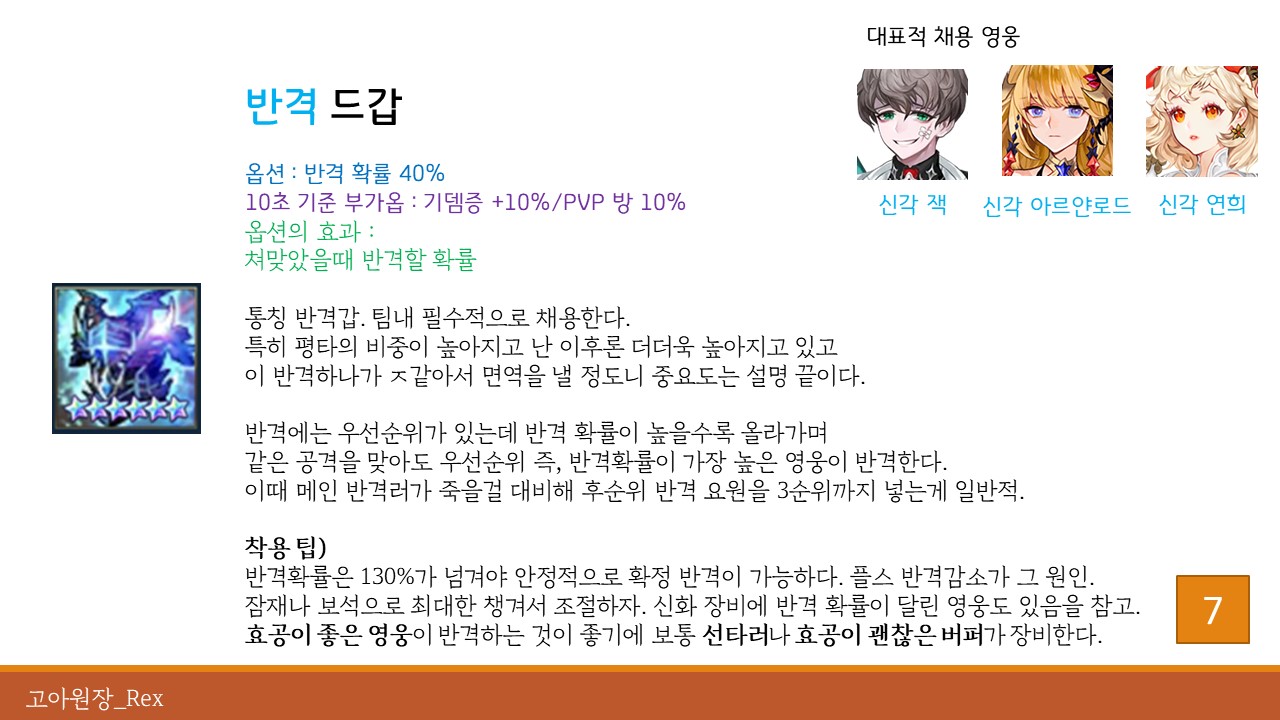 대표적 채용 영웅
반격 드갑
신각 잭
신각 아르얀로드
신각 연희
옵션 : 반격 확률 40%
10초 기준 부가옵 : 기뎀증 +10%/PVP 방 10%
옵션의 효과 :
쳐맞았을때 반격할 확률
통칭 반격갑. 팀내 필수적으로 채용한다.
특히 평타의 비중이 높아지고 난 이후론 더더욱 높아지고 있고
이 반격하나가 ㅈ같아서 면역을 낼 정도니 중요도는 설명 끝이다.
반격에는 우선순위가 있는데 반격 확률이 높을수록 올라가며
같은 공격을 맞아도 우선순위 즉, 반격확률이 가장 높은 영웅이 반격한다.
이때 메인 반격러가 죽을걸 대비해 후순위 반격 요원을 3순위까지 넣는게 일반적.
착용 팁)
반격확률은 130%가 넘겨야 안정적으로 확정 반격이 가능하다. 플스 반격감소가 그 원인.
잠재나 보석으로 최대한 챙겨서 조절하자. 신화 장비에 반격 확률이 달린 영웅도 있음을 참고.
효공이 좋은 영웅이 반격하는 것이 좋기에 보통 선타러나 효공이 괜찮은 버퍼가 장비한다.
7
고아원장_Rex